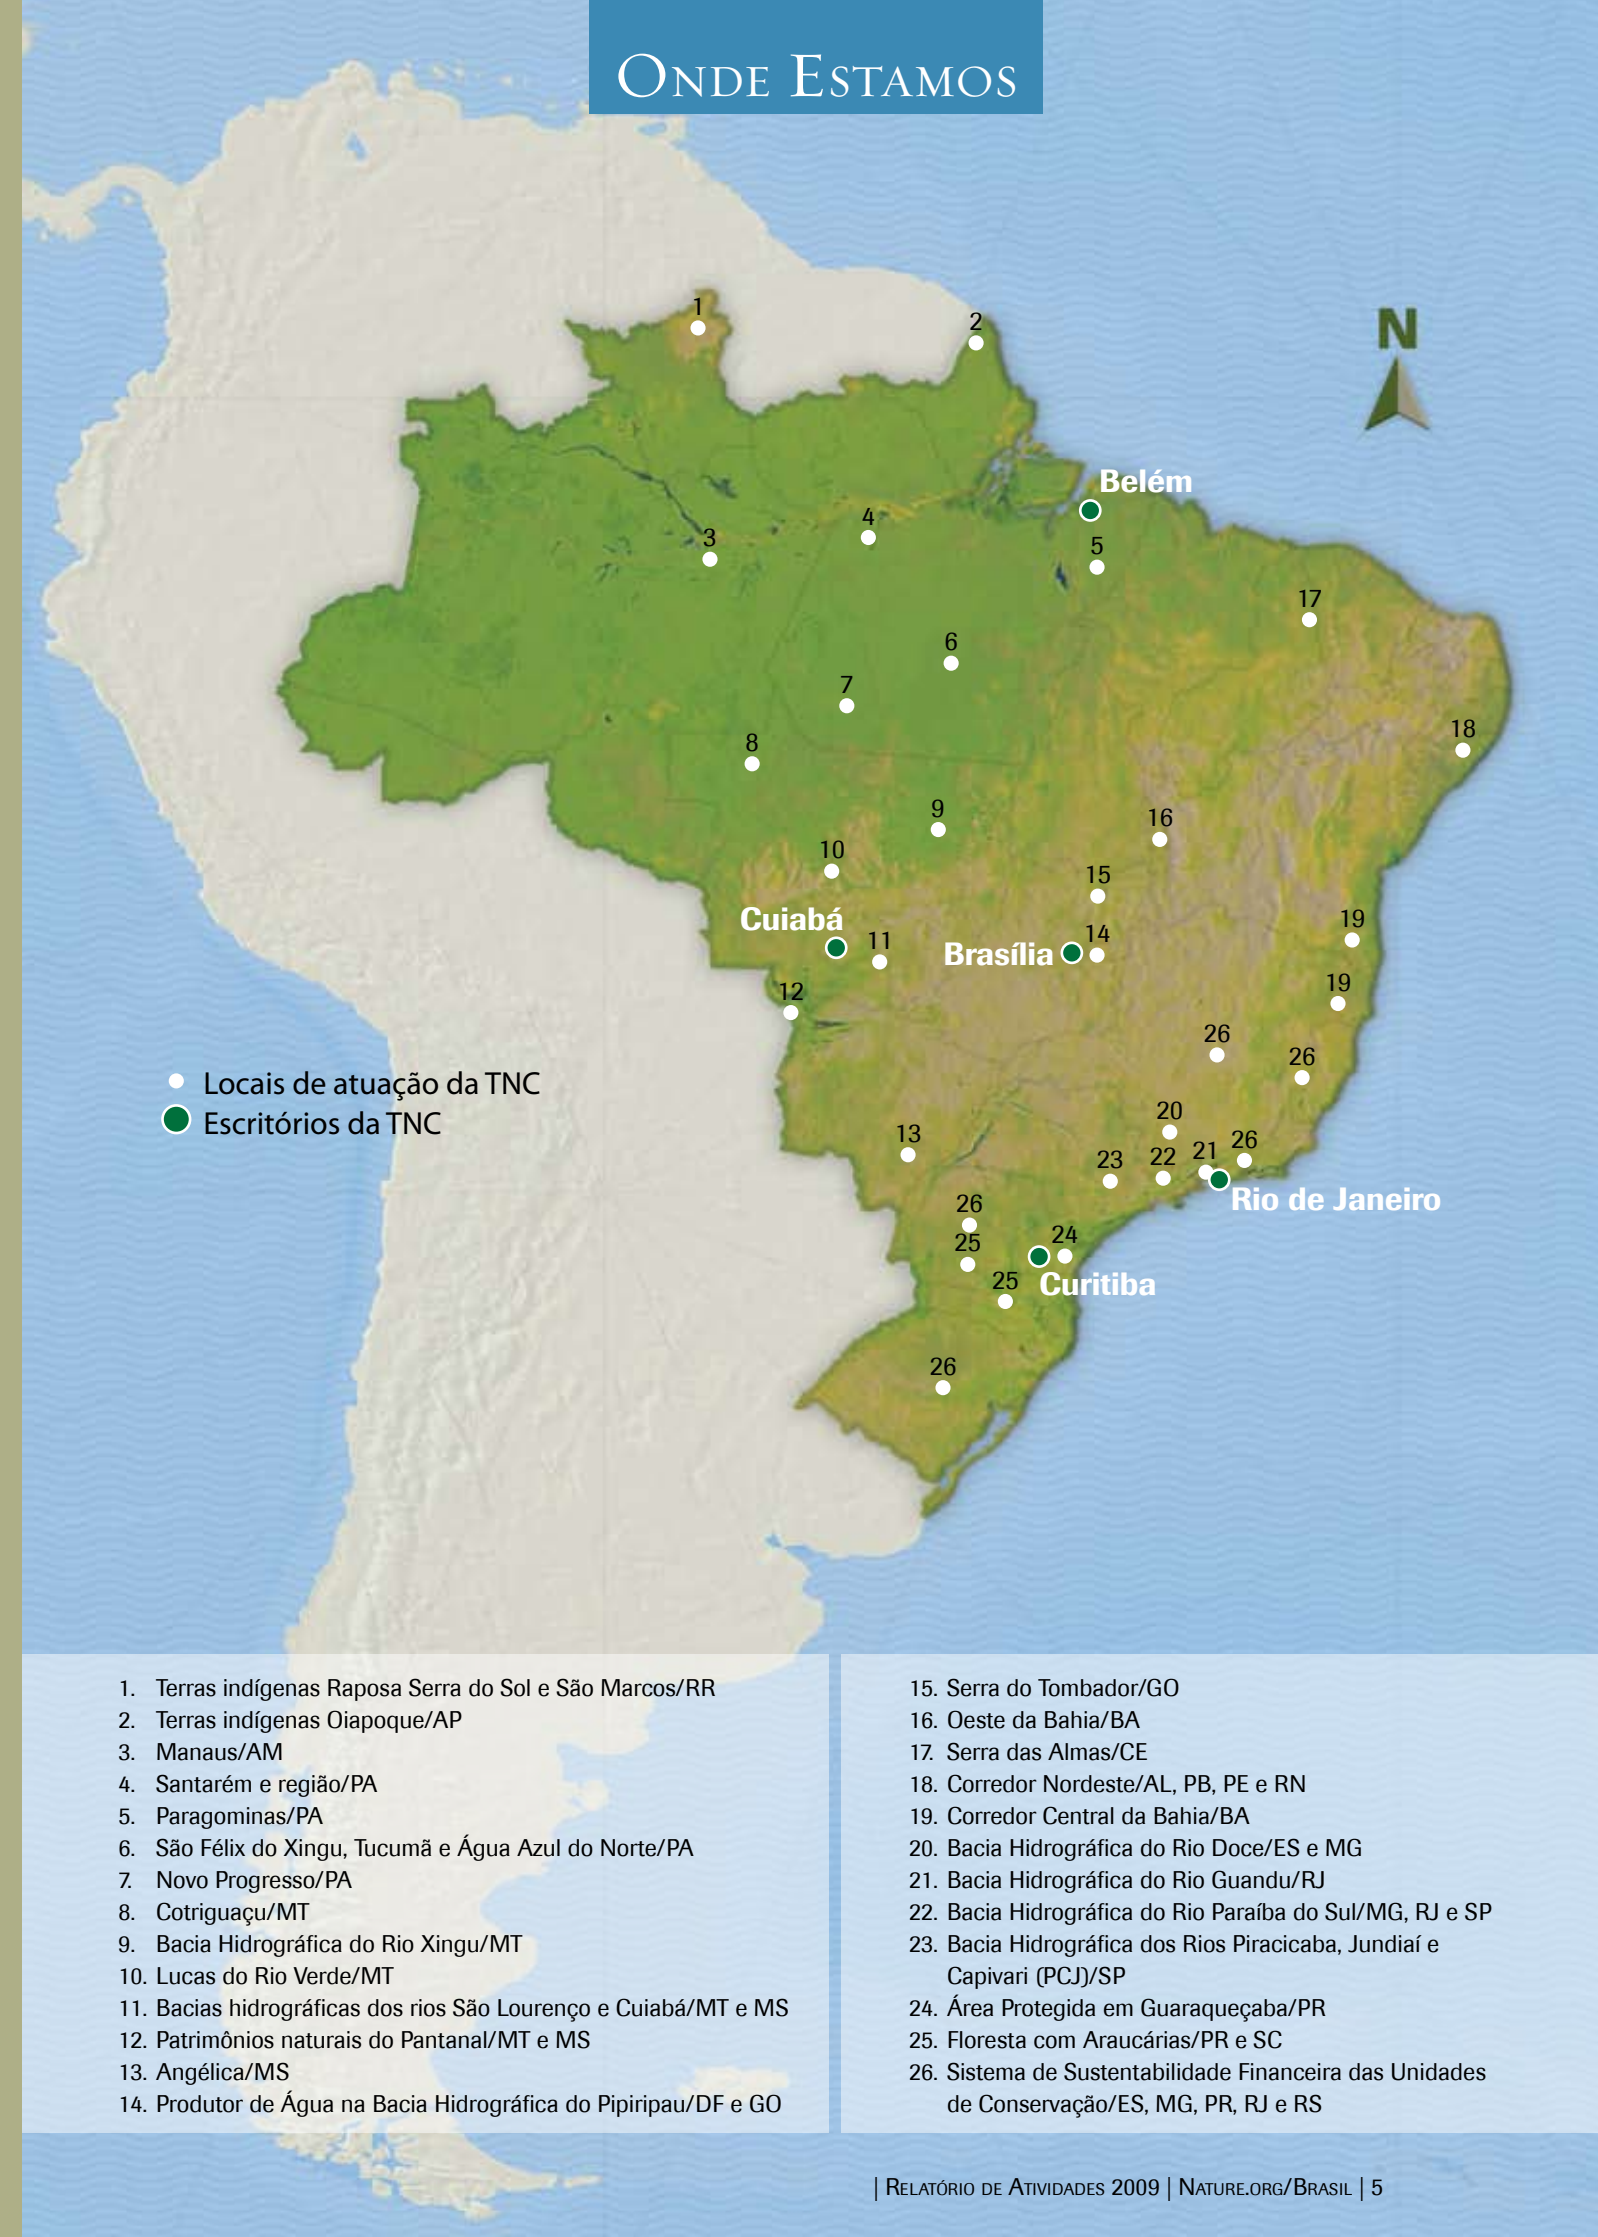 Onde Estamos
1
2
N
Belém
4
3
5
17
6
7
18
8
9
16
10
15
Cuiabá
19
11
14
Brasília
12
19
26
26
Locais de atuação da TNC
Escritórios da TNC
20
13
26
21
22
23
Rio de Janeiro
26
24
25
25
Curitiba
26
1. Terras indígenas Raposa Serra do Sol e São Marcos/RR
2. Terras indígenas Oiapoque/AP
3. Manaus/AM
4. Santarém e região/PA
5. Paragominas/PA
6. São Félix do Xingu, Tucumã e Água Azul do Norte/PA
7. Novo Progresso/PA
8. Cotriguaçu/MT
9. Bacia Hidrográfica do Rio Xingu/MT
10. Lucas do Rio Verde/MT
11. Bacias hidrográficas dos rios São Lourenço e Cuiabá/MT e MS
12. Patrimônios naturais do Pantanal/MT e MS
13. Angélica/MS
14. Produtor de Água na Bacia Hidrográfica do Pipiripau/DF e GO
15. Serra do Tombador/GO
16. Oeste da Bahia/BA
17. Serra das Almas/CE
18. Corredor Nordeste/AL, PB, PE e RN
19. Corredor Central da Bahia/BA
20. Bacia Hidrográfica do Rio Doce/ES e MG
21. Bacia Hidrográfica do Rio Guandu/RJ
22. Bacia Hidrográfica do Rio Paraíba do Sul/MG, RJ e SP
23. Bacia Hidrográfica dos Rios Piracicaba, Jundiaí e
Capivari (PCJ)/SP
24. Área Protegida em Guaraqueçaba/PR
25. Floresta com Araucárias/PR e SC
26. Sistema de Sustentabilidade Financeira das Unidades
de Conservação/ES, MG, PR, RJ e RS
| Relatório de Atividades 2009 | Nature.org/Brasil | 5